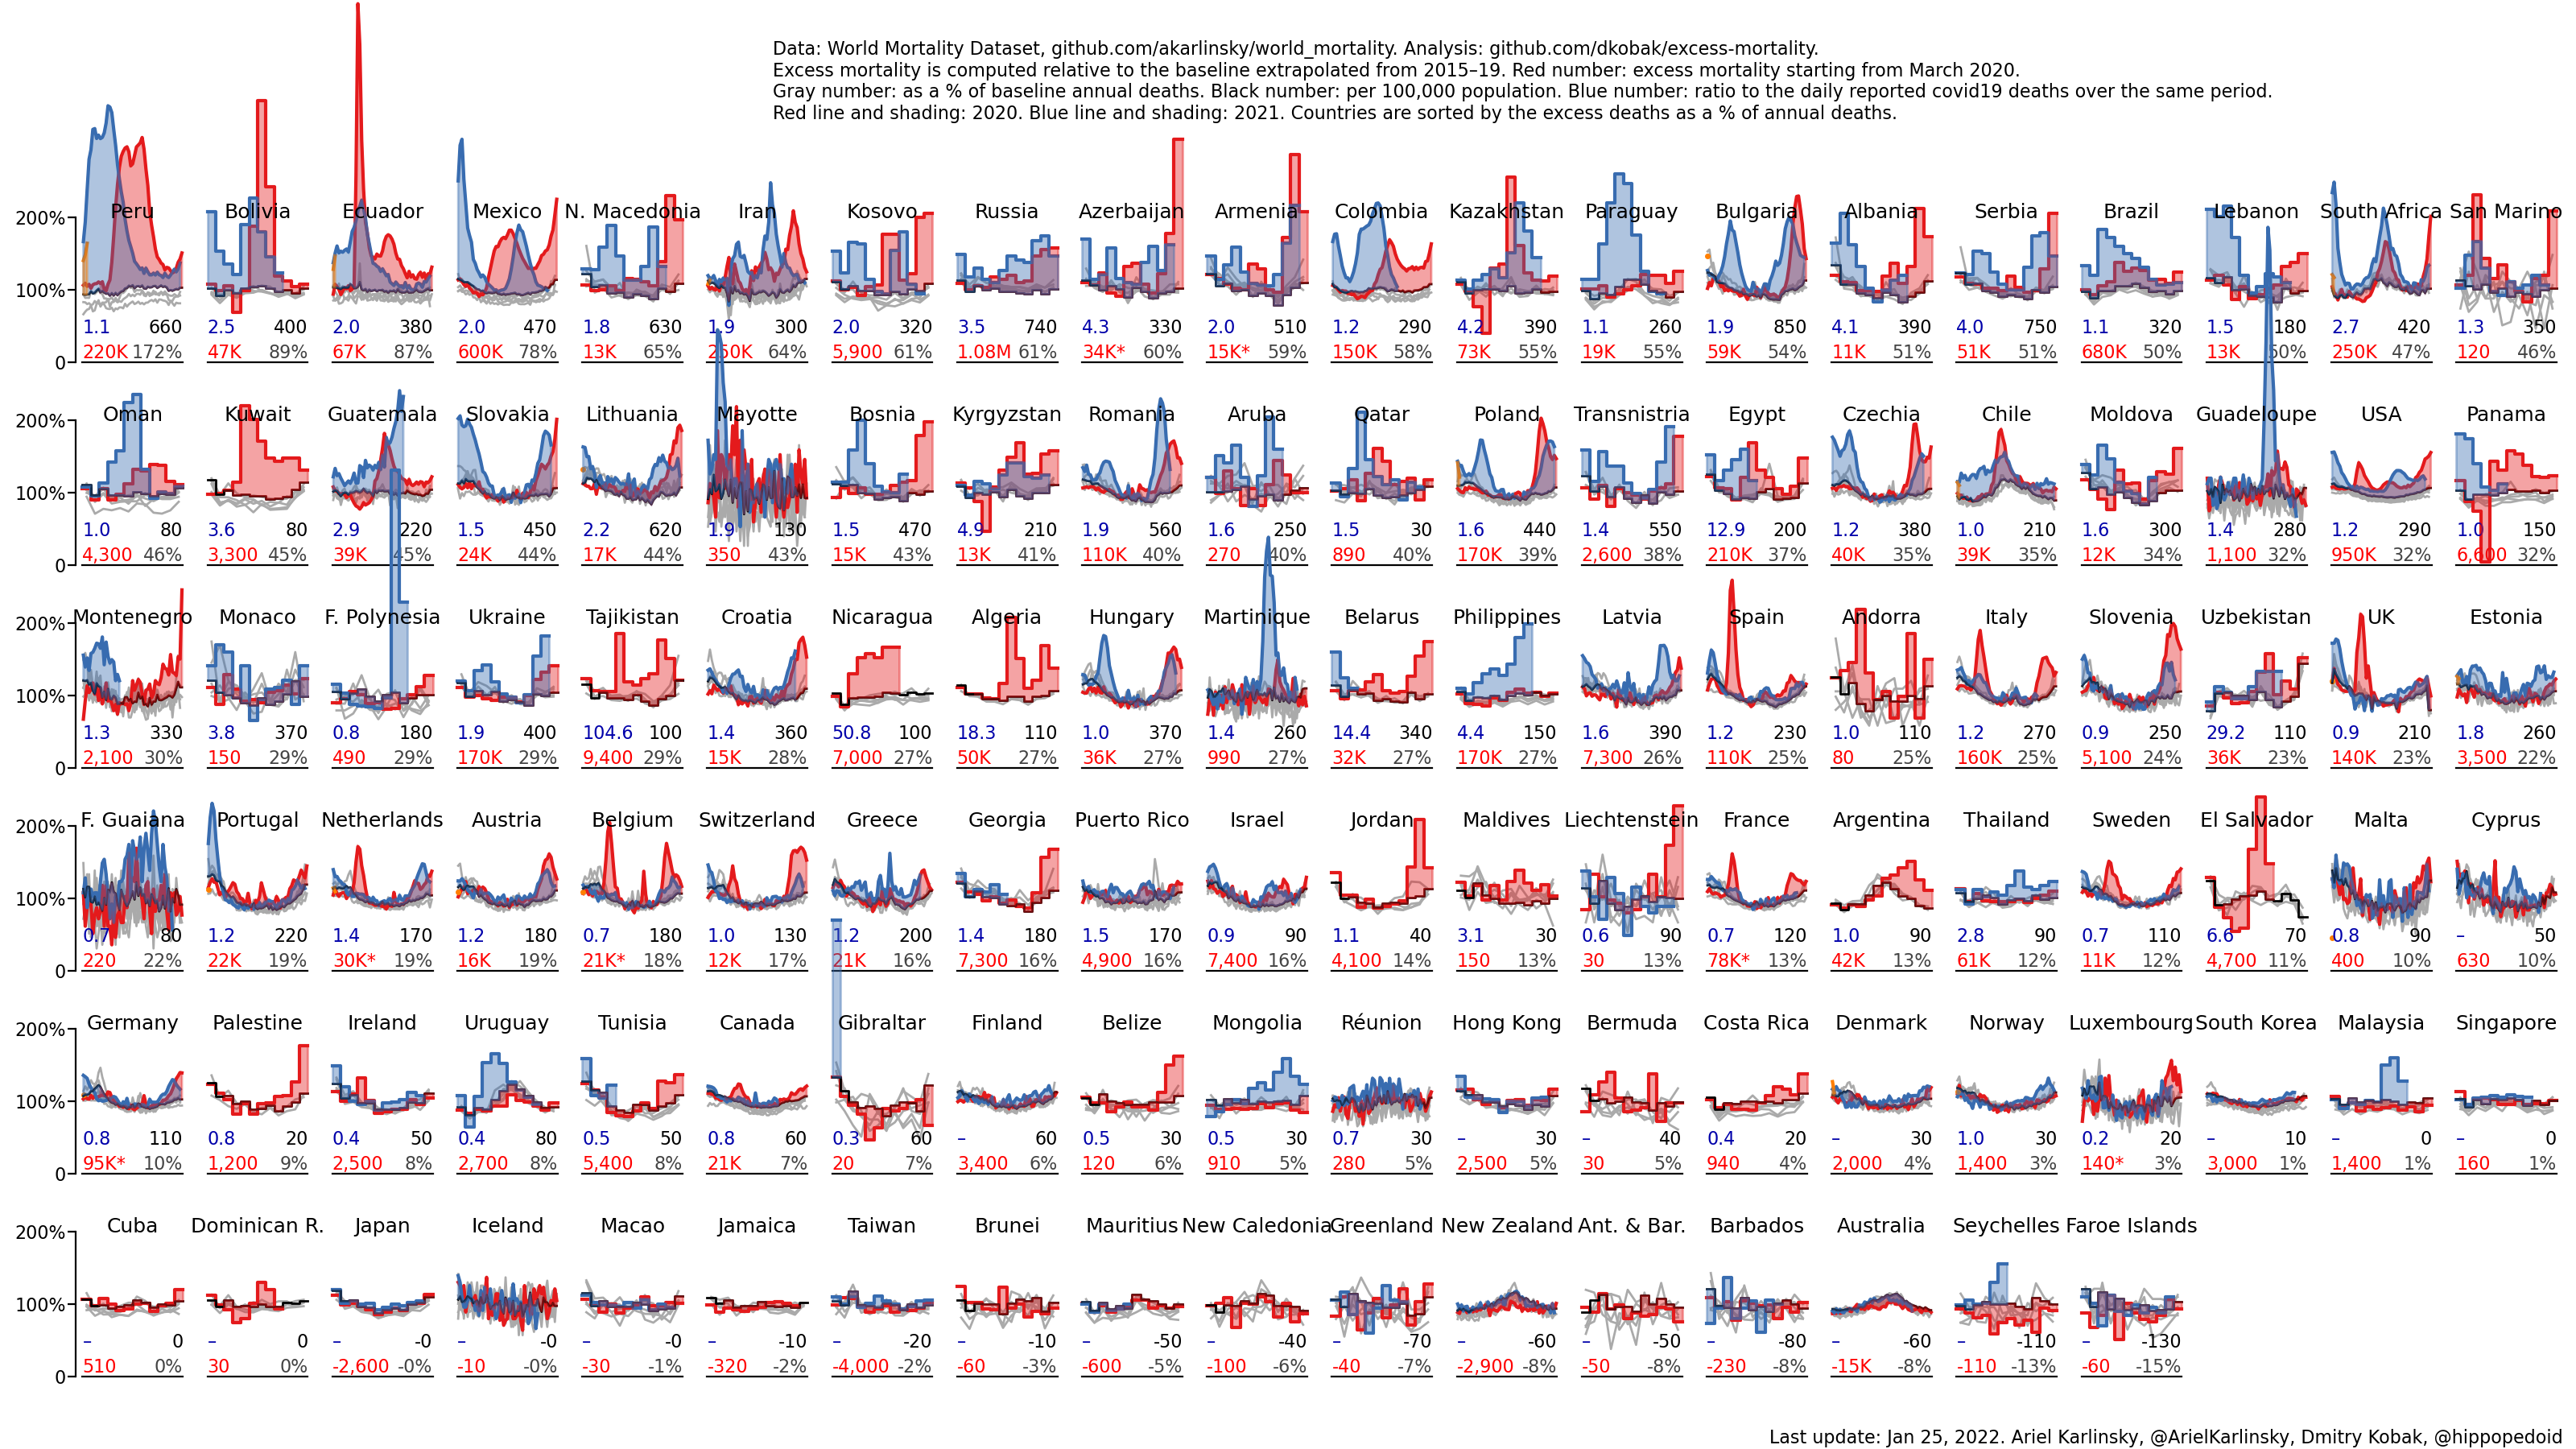 Data: World Mortality Dataset, github.com/akarlinsky/world_mortality. Analysis: github.com/dkobak/excess-mortality.
Excess mortality is computed relative to the baseline extrapolated from 2015–19. Red number: excess mortality starting from March 2020.
Gray number: as a % of baseline annual deaths. Black number: per 100,000 population. Blue number: ratio to the daily reported covid19 deaths over the same period.
Red line and shading: 2020. Blue line and shading: 2021. Countries are sorted by the excess deaths as a % of annual deaths.
200% Peru Bolivia Ecuador Mexico N. Macedonia Iran Kosovo Russia Azerbaijan Armenia Colombia Kazakhstan Paraguay Bulgaria Albania Serbia Brazil Lebanon South Africa San Marino
100%
1.1 660 2.5 400 2.0 380 2.0 470 1.8 630 1.9 300 2.0 320 3.5 740 4.3 330 2.0 510 1.2 290 4.2 390 1.1 260 1.9 850 4.1 390 4.0 750 1.1 320 1.5 180 2.7 420 1.3 350
0 220K 172% 47K 89% 67K 87% 600K 78% 13K 65% 250K 64% 5,900 61% 1.08M 61% 34K* 60% 15K* 59% 150K 58% 73K 55% 19K 55% 59K 54% 11K 51% 51K 51% 680K 50% 13K 50% 250K 47% 120 46%
200% Oman Kuwait Guatemala Slovakia Lithuania Mayotte Bosnia Kyrgyzstan Romania Aruba Qatar Poland Transnistria Egypt Czechia Chile Moldova Guadeloupe USA Panama
100%
1.0 80 3.6 80 2.9 220 1.5 450 2.2 620 1.9 130 1.5 470 4.9 210 1.9 560 1.6 250 1.5 30 1.6 440 1.4 550 12.9 200 1.2 380 1.0 210 1.6 300 1.4 280 1.2 290 1.0 150
0 4,300 46% 3,300 45% 39K 45% 24K 44% 17K 44% 350 43% 15K 43% 13K 41% 110K 40% 270 40% 890 40% 170K 39% 2,600 38% 210K 37% 40K 35% 39K 35% 12K 34% 1,100 32% 950K 32% 6,600 32%
200% Montenegro Monaco F. Polynesia Ukraine Tajikistan Croatia Nicaragua Algeria Hungary Martinique Belarus Philippines Latvia Spain Andorra Italy Slovenia Uzbekistan UK Estonia
100%
1.3 330 3.8 370 0.8 180 1.9 400 104.6 100 1.4 360 50.8 100 18.3 110 1.0 370 1.4 260 14.4 340 4.4 150 1.6 390 1.2 230 1.0 110 1.2 270 0.9 250 29.2 110 0.9 210 1.8 260
0 2,100 30% 150 29% 490 29% 170K 29% 9,400 29% 15K 28% 7,000 27% 50K 27% 36K 27% 990 27% 32K 27% 170K 27% 7,300 26% 110K 25% 80 25% 160K 25% 5,100 24% 36K 23% 140K 23% 3,500 22%
200% F. Guaiana Portugal Netherlands Austria Belgium Switzerland Greece Georgia Puerto Rico Israel Jordan Maldives Liechtenstein France Argentina Thailand Sweden El Salvador Malta Cyprus
100%
0.7 80 1.2 220 1.4 170 1.2 180 0.7 180 1.0 130 1.2 200 1.4 180 1.5 170 0.9 90 1.1 40 3.1 30 0.6 90 0.7 120 1.0 90 2.8 90 0.7 110 6.6 70 0.8 90 – 50
0 220 22% 22K 19% 30K* 19% 16K 19% 21K* 18% 12K 17% 21K 16% 7,300 16% 4,900 16% 7,400 16% 4,100 14% 150 13% 30 13% 78K* 13% 42K 13% 61K 12% 11K 12% 4,700 11% 400 10% 630 10%
200% Germany Palestine Ireland Uruguay Tunisia Canada Gibraltar Finland Belize Mongolia Réunion Hong Kong Bermuda Costa Rica Denmark Norway Luxembourg South Korea Malaysia Singapore
100%
0.8 110 0.8 20 0.4 50 0.4 80 0.5 50 0.8 60 0.3 60 – 60 0.5 30 0.5 30 0.7 30 – 30 – 40 0.4 20 – 30 1.0 30 0.2 20 – 10 – 0 – 0
0 95K* 10% 1,200 9% 2,500 8% 2,700 8% 5,400 8% 21K 7% 20 7% 3,400 6% 120 6% 910 5% 280 5% 2,500 5% 30 5% 940 4% 2,000 4% 1,400 3% 140* 3% 3,000 1% 1,400 1% 160 1%
200% Cuba Dominican R. Japan Iceland Macao Jamaica Taiwan Brunei Mauritius New Caledonia Greenland New Zealand Ant. & Bar. Barbados Australia Seychelles Faroe Islands
100%
– 0 – 0 – -0 – -0 – -0 – -10 – -20 – -10 – -50 – -40 – -70 – -60 – -50 – -80 – -60 – -110 – -130
0 510 0% 30 0% -2,600 -0% -10 -0% -30 -1% -320 -2% -4,000 -2% -60 -3% -600 -5% -100 -6% -40 -7% -2,900 -8% -50 -8% -230 -8% -15K -8% -110 -13% -60 -15%
Last update: Jan 25, 2022. Ariel Karlinsky, @ArielKarlinsky, Dmitry Kobak, @hippopedoid